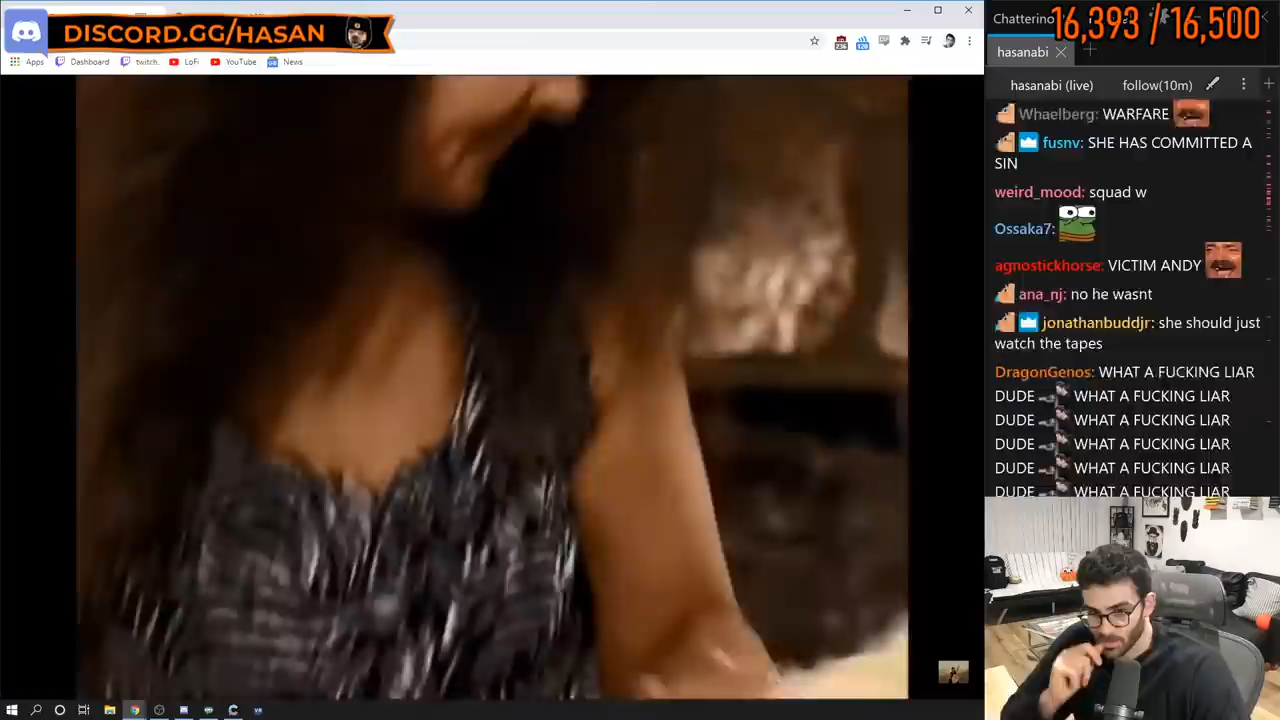 DISCORD.GG/HASAN
Apps Dashboard twitch. LoFi YouTube News
236 120
Chatterino
16,393 / 16,500
hasanabi
hasanabi (live) follow(10m)
Whaelberg: WARFARE
fusnv: SHE HAS COMMITTED A
SIN
weird_mood: squad w
Ossaka7:
agnostickhorse: VICTIM ANDY
ana_nj: no he wasnt
jonathanbuddjr: she should just
watch the tapes
DragonGenos: WHAT A FUCKING LIAR
DUDE WHAT A FUCKING LIAR
DUDE WHAT A FUCKING LIAR
DUDE WHAT A FUCKING LIAR
DUDE WHAT A FUCKING LIAR
DUDE WHAT A FUCKING LIAR